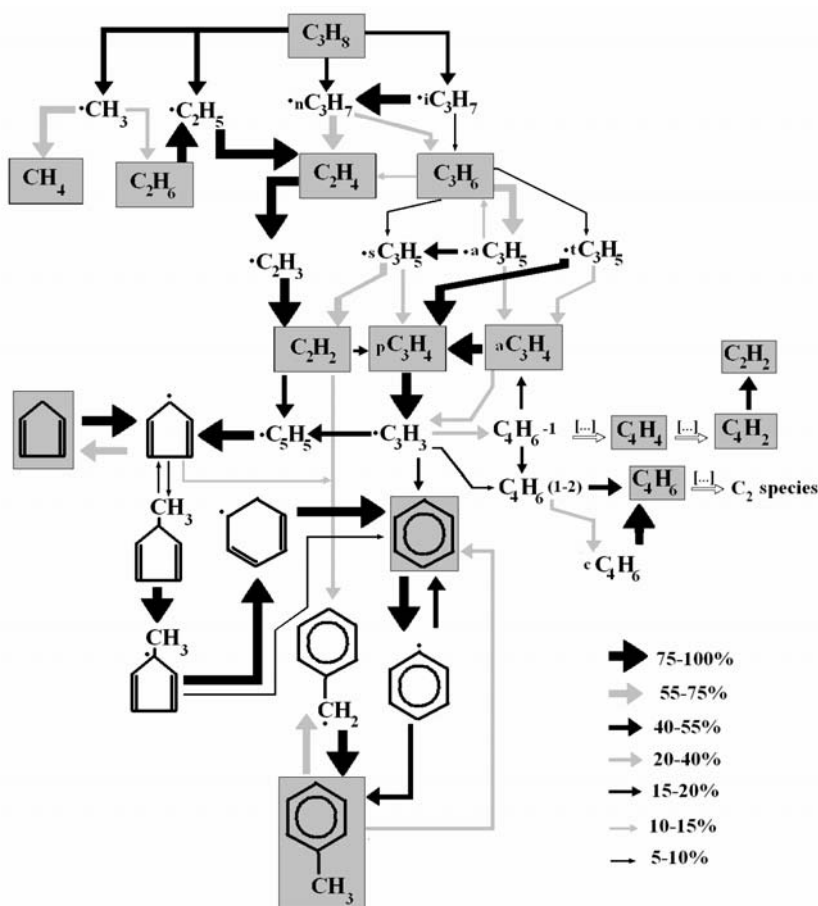 C₃H₈
·CH₃ ·C₂H₅ ·nC₃H₇ ·iC₃H₇
CH₄ C₂H₆ C₂H₄ C₃H₆
·C₂H₃ ·sC₃H₅ ·aC₃H₅ ·tC₃H₅
C₂H₂ pC₃H₄ aC₃H₄ C₂H₂
·C₅H₅ ·C₃H₃ C₄H₆-1 [...] C₄H₄ [...] C₄H₂
CH₃ C₄H₆ (1-2) C₄H₆ [...] C₂ species
cC₄H₆
CH₃
·CH₂
CH₃
75-100%
55-75%
40-55%
20-40%
15-20%
10-15%
5-10%